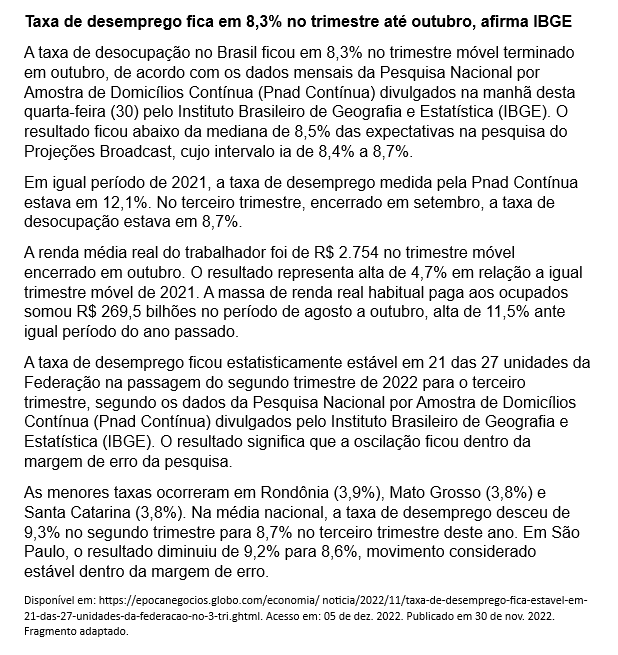 Taxa de desemprego fica em 8,3% no trimestre até outubro, afirma IBGE
A taxa de desocupação no Brasil ficou em 8,3% no trimestre móvel terminado
em outubro, de acordo com os dados mensais da Pesquisa Nacional por
Amostra de Domicílios Contínua (Pnad Contínua) divulgados na manhã desta
quarta-feira (30) pelo Instituto Brasileiro de Geografia e Estatística (IBGE). O
resultado ficou abaixo da mediana de 8,5% das expectativas na pesquisa do
Projeções Broadcast, cujo intervalo ia de 8,4% a 8,7%.
Em igual período de 2021, a taxa de desemprego medida pela Pnad Contínua
estava em 12,1%. No terceiro trimestre, encerrado em setembro, a taxa de
desocupação estava em 8,7%.
A renda média real do trabalhador foi de R$ 2.754 no trimestre móvel
encerrado em outubro. O resultado representa alta de 4,7% em relação a igual
trimestre móvel de 2021. A massa de renda real habitual paga aos ocupados
somou R$ 269,5 bilhões no período de agosto a outubro, alta de 11,5% ante
igual período do ano passado.
A taxa de desemprego ficou estatisticamente estável em 21 das 27 unidades da
Federação na passagem do segundo trimestre de 2022 para o terceiro
trimestre, segundo os dados da Pesquisa Nacional por Amostra de Domicílios
Contínua (Pnad Contínua) divulgados pelo Instituto Brasileiro de Geografia e
Estatística (IBGE). O resultado significa que a oscilação ficou dentro da
margem de erro da pesquisa.
As menores taxas ocorreram em Rondônia (3,9%), Mato Grosso (3,8%) e
Santa Catarina (3,8%). Na média nacional, a taxa de desemprego desceu de
9,3% no segundo trimestre para 8,7% no terceiro trimestre deste ano. Em São
Paulo, o resultado diminuiu de 9,2% para 8,6%, movimento considerado
estável dentro da margem de erro.
Disponível em: https://epocanegocios.globo.com/economia/ noticia/2022/11/taxa-de-desemprego-fica-estavel-em-
21-das-27-unidades-da-federacao-no-3-tri.ghtml. Acesso em: 05 de dez. 2022. Publicado em 30 de nov. 2022.
Fragmento adaptado.